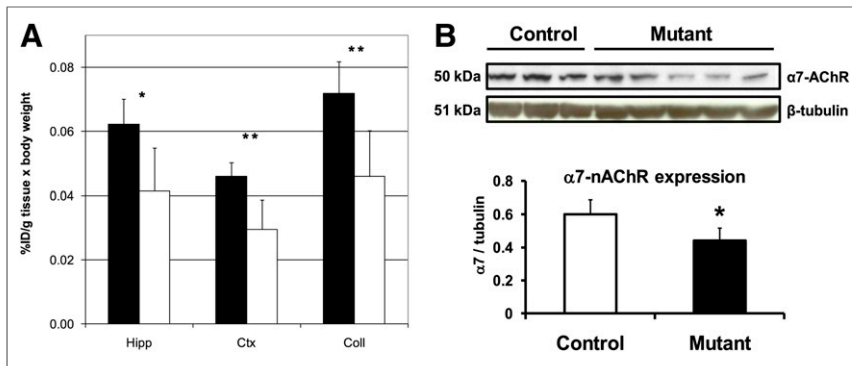 A
%ID/g tissue x body weight
0.08
*
**
**
0.06
0.04
0.02
0.00
Hipp
Ctx
Coll
B
Control
Mutant
50 kDa
α7-AChR
51 kDa
β-tubulin
α7-nAChR expression
α7 / tubulin
0.8
0.6
0.4
0.2
0
*
Control
Mutant